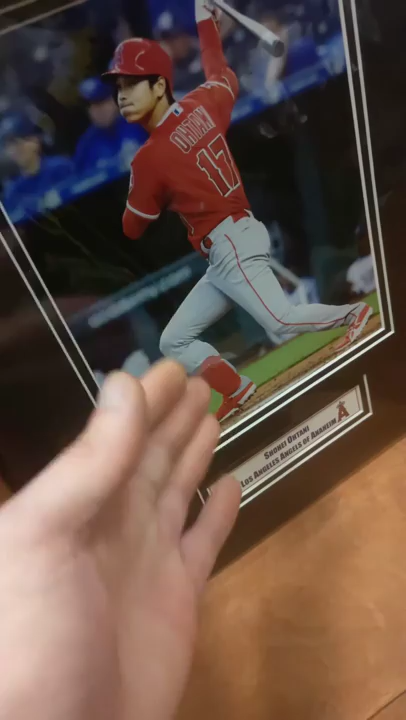 OHTANI
17
SHOHEI OHTANI
LOS ANGELES ANGELS OF ANAHEIM
A